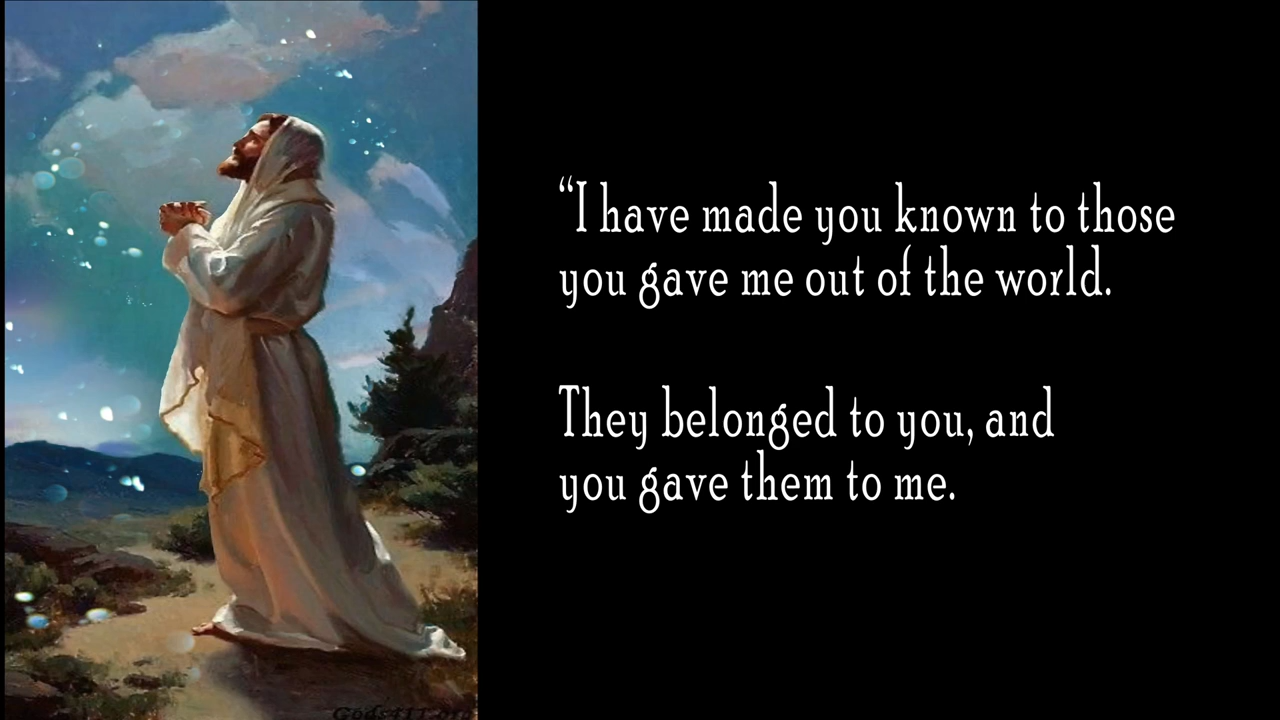 “I have made you known to those
you gave me out of the world.
They belonged to you, and
you gave them to me.